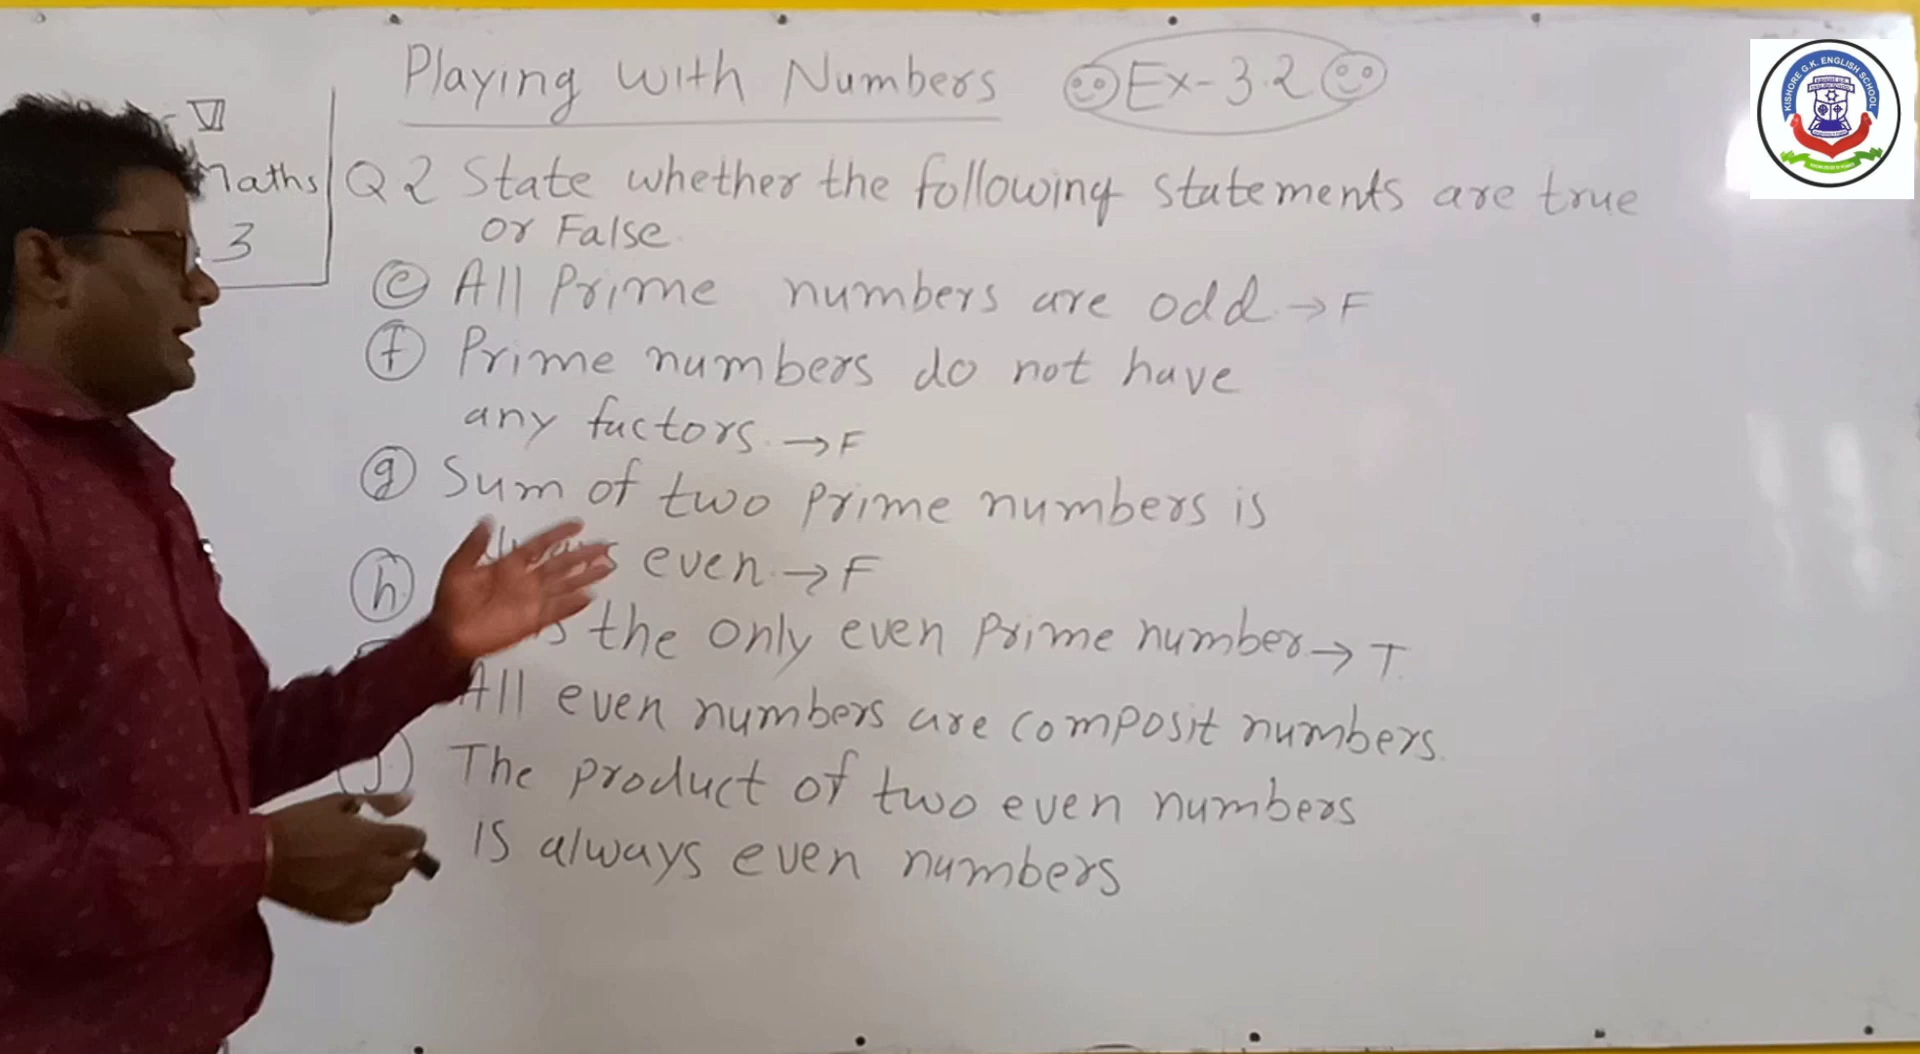 Playing with Numbers Ex-3.2
VI
Maths
3
Q2 State whether the following statements are true
or False.
(e) All Prime numbers are odd. → F
(f) Prime numbers do not have
any factors. → F
(g) Sum of two prime numbers is
even. → F
(h) the only even prime number → T.
All even numbers are composit numbers.
(j) The product of two even numbers
is always even numbers
KISHORE G.K. ENGLISH SCHOOL